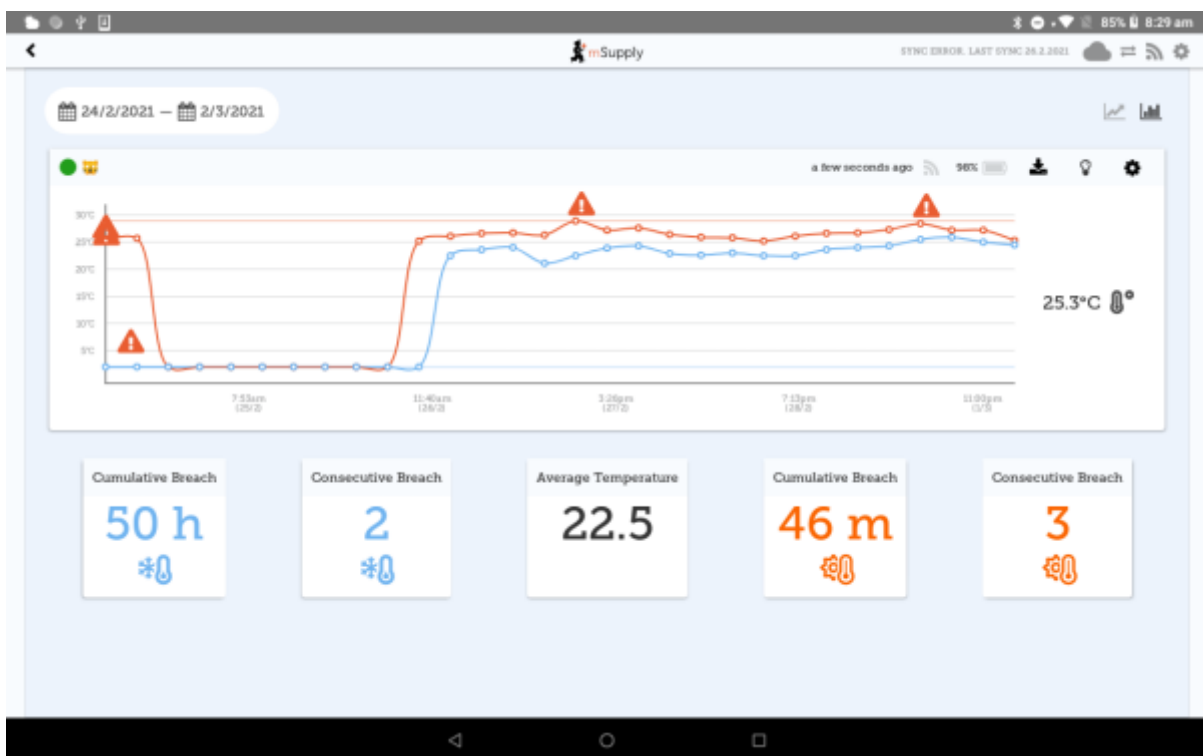 85% 8:29 am
mSupply
SYNC ERROR. LAST SYNC 26.2.2021
24/2/2021 — 2/3/2021
a few seconds ago 98%
30°C
25°C
20°C
15°C
10°C
5°C
25.3°C
7:53am
(25/2)
11:40am
(26/2)
3:26pm
(27/2)
7:13pm
(28/2)
11:00pm
(1/3)
Cumulative Breach
50 h
Consecutive Breach
2
Average Temperature
22.5
Cumulative Breach
46 m
Consecutive Breach
3